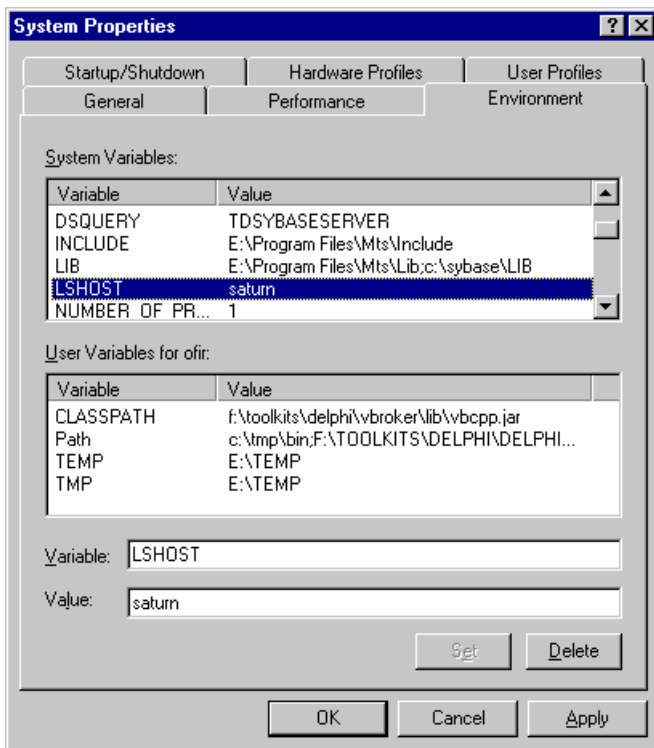 System Properties
Startup/Shutdown Hardware Profiles User Profiles
General Performance Environment
System Variables:
Variable Value
DSQUERY TDSYBASESERVER
INCLUDE E:\Program Files\Mts\Include
LIB E:\Program Files\Mts\Lib;c:\sybase\LIB
LSHOST saturn
NUMBER_OF_PR... 1
User Variables for ofir:
Variable Value
CLASSPATH f:\toolkits\delphi\vbroker\lib\vbcpp.jar
Path c:\tmp\bin;F:\TOOLKITS\DELPHI\DELPHI...
TEMP E:\TEMP
TMP E:\TEMP
Variable: LSHOST
Value: saturn
Set Delete
OK Cancel Apply